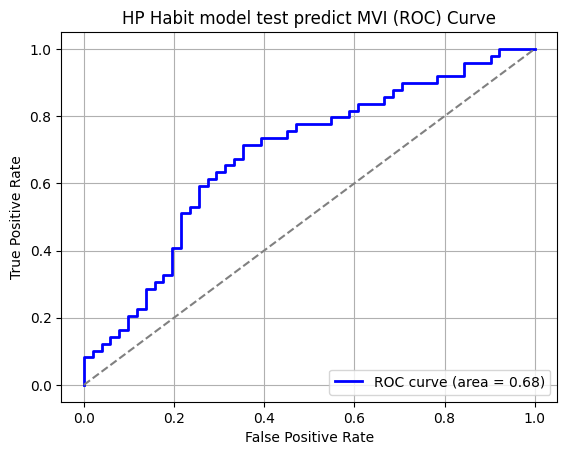 HP Habit model test predict MVI (ROC) Curve
True Positive Rate
1.0
0.8
0.6
0.4
0.2
0.0
ROC curve (area = 0.68)
0.0 0.2 0.4 0.6 0.8 1.0
False Positive Rate